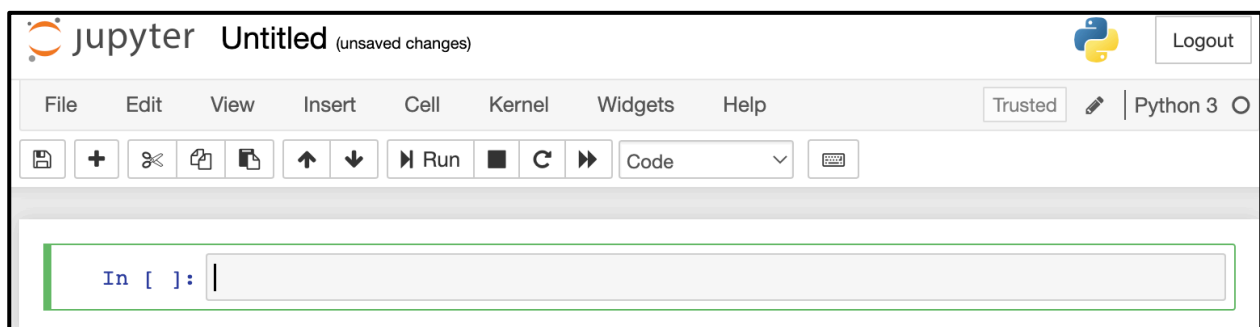 jupyter Untitled (unsaved changes) Logout
File Edit View Insert Cell Kernel Widgets Help Trusted Python 3
Run Code
In [ ]: